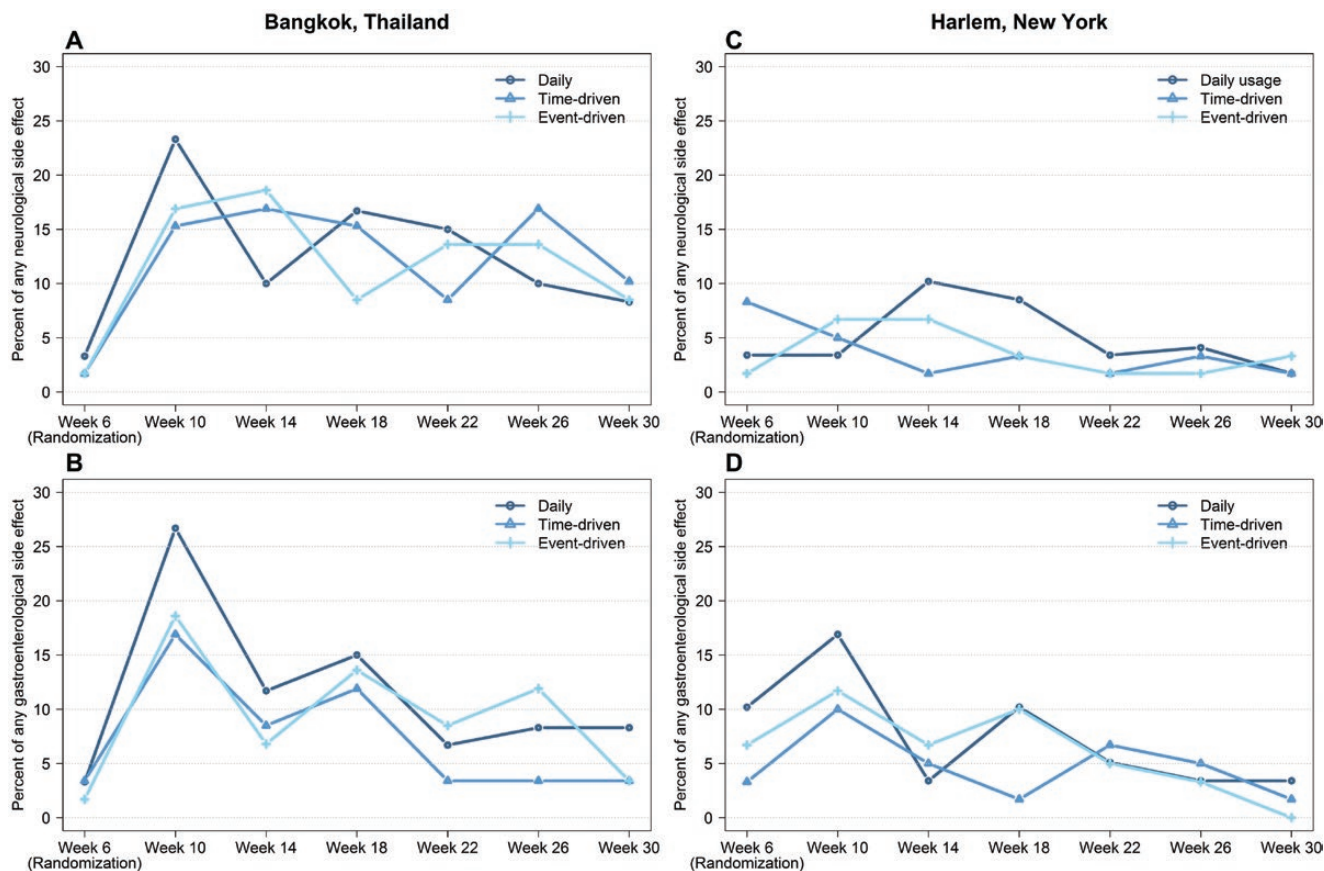 Bangkok, Thailand
A
Percent of any neurological side effect
30
25
20
15
10
5
0
Daily
Time-driven
Event-driven
Week 6
(Randomization)
Week 10
Week 14
Week 18
Week 22
Week 26
Week 30
Harlem, New York
C
Percent of any neurological side effect
30
25
20
15
10
5
0
Daily usage
Time-driven
Event-driven
Week 6
(Randomization)
Week 10
Week 14
Week 18
Week 22
Week 26
Week 30
B
Percent of any gastroenterological side effect
30
25
20
15
10
5
0
Daily
Time-driven
Event-driven
Week 6
(Randomization)
Week 10
Week 14
Week 18
Week 22
Week 26
Week 30
D
Percent of any gastroenterological side effect
30
25
20
15
10
5
0
Daily
Time-driven
Event-driven
Week 6
(Randomization)
Week 10
Week 14
Week 18
Week 22
Week 26
Week 30